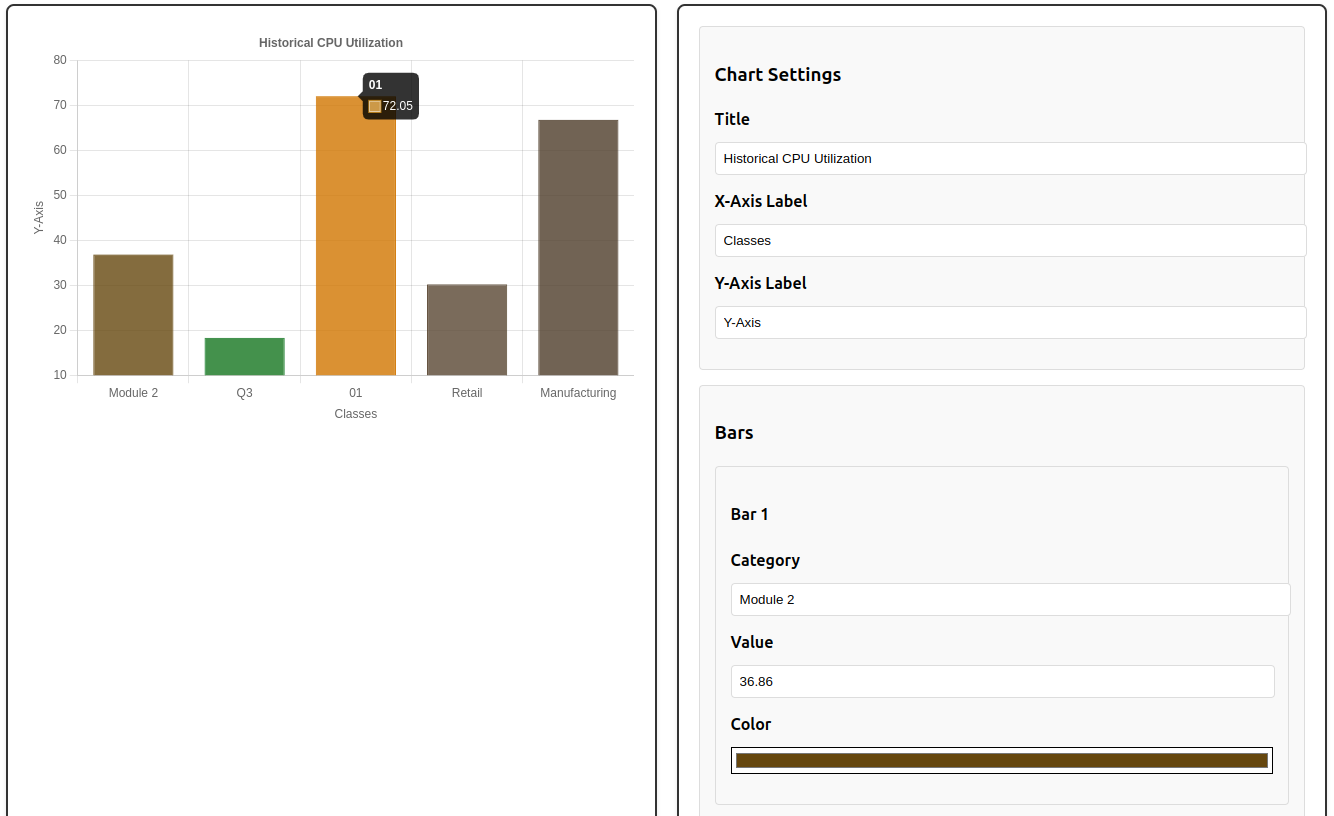 Historical CPU Utilization
80
70
60
50
40
30
20
10
Y-Axis
01
72.05
Module 2 Q3 01 Retail Manufacturing
Classes
Chart Settings
Title
Historical CPU Utilization
X-Axis Label
Classes
Y-Axis Label
Y-Axis
Bars
Bar 1
Category
Module 2
Value
36.86
Color